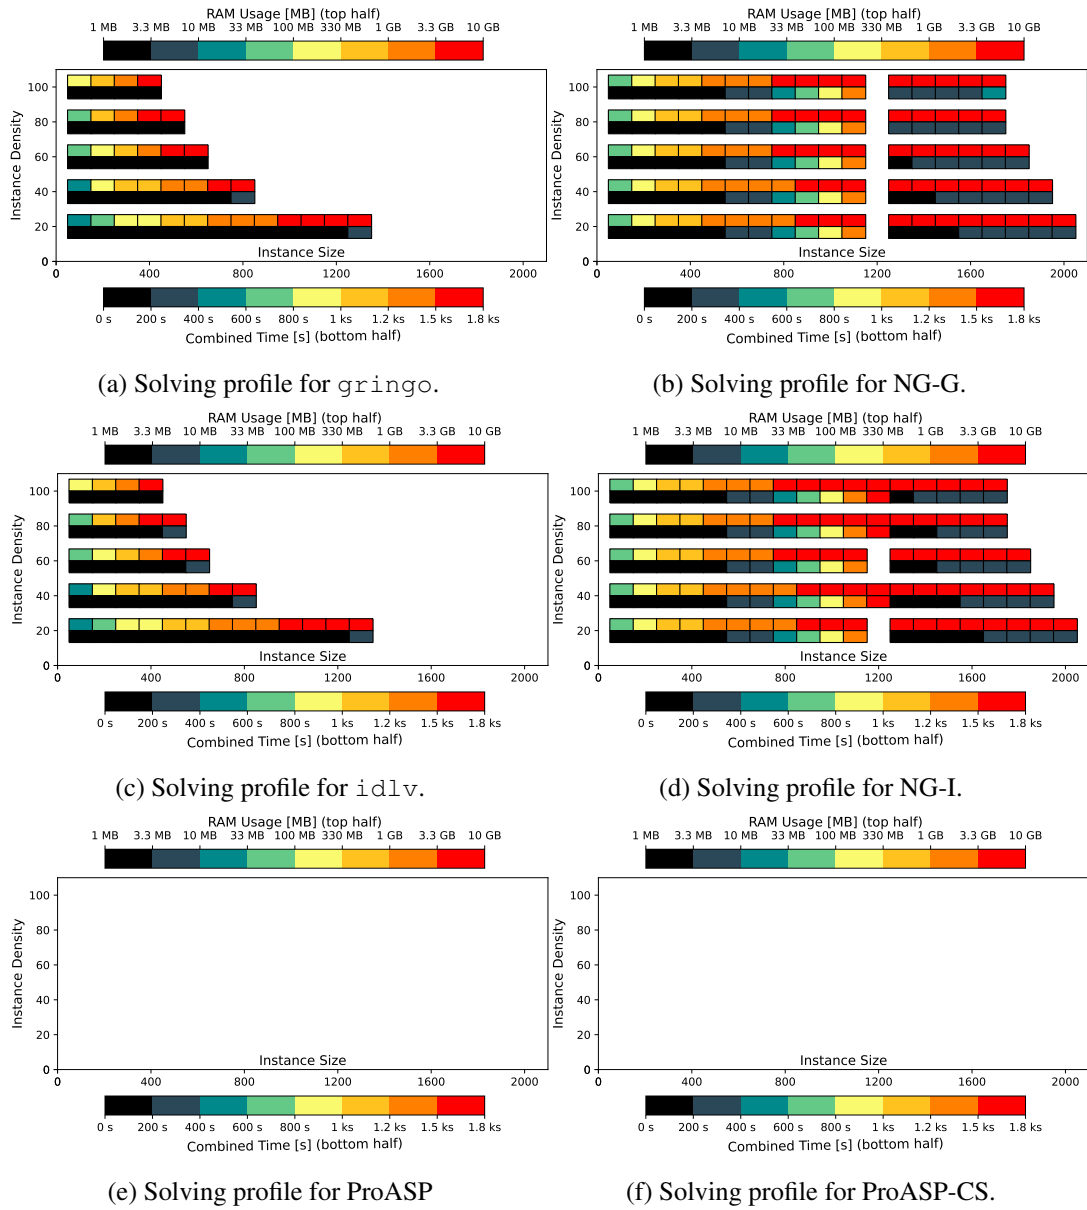 RAM Usage [MB] (top half)
1 MB 3.3 MB 10 MB 33 MB 100 MB 330 MB 1 GB 3.3 GB 10 GB
Instance Density
100
80
60
40
20
0
Instance Size
0 400 800 1200 1600 2000
0 s 200 s 400 s 600 s 800 s 1 ks 1.2 ks 1.5 ks 1.8 ks
Combined Time [s] (bottom half)
(a) Solving profile for gringo.
RAM Usage [MB] (top half)
1 MB 3.3 MB 10 MB 33 MB 100 MB 330 MB 1 GB 3.3 GB 10 GB
Instance Density
100
80
60
40
20
0
Instance Size
0 400 800 1200 1600 2000
0 s 200 s 400 s 600 s 800 s 1 ks 1.2 ks 1.5 ks 1.8 ks
Combined Time [s] (bottom half)
(b) Solving profile for NG-G.
RAM Usage [MB] (top half)
1 MB 3.3 MB 10 MB 33 MB 100 MB 330 MB 1 GB 3.3 GB 10 GB
Instance Density
100
80
60
40
20
0
Instance Size
0 400 800 1200 1600 2000
0 s 200 s 400 s 600 s 800 s 1 ks 1.2 ks 1.5 ks 1.8 ks
Combined Time [s] (bottom half)
(c) Solving profile for idlv.
RAM Usage [MB] (top half)
1 MB 3.3 MB 10 MB 33 MB 100 MB 330 MB 1 GB 3.3 GB 10 GB
Instance Density
100
80
60
40
20
0
Instance Size
0 400 800 1200 1600 2000
0 s 200 s 400 s 600 s 800 s 1 ks 1.2 ks 1.5 ks 1.8 ks
Combined Time [s] (bottom half)
(d) Solving profile for NG-I.
RAM Usage [MB] (top half)
1 MB 3.3 MB 10 MB 33 MB 100 MB 330 MB 1 GB 3.3 GB 10 GB
Instance Density
100
80
60
40
20
0
Instance Size
0 400 800 1200 1600 2000
0 s 200 s 400 s 600 s 800 s 1 ks 1.2 ks 1.5 ks 1.8 ks
Combined Time [s] (bottom half)
(e) Solving profile for ProASP
RAM Usage [MB] (top half)
1 MB 3.3 MB 10 MB 33 MB 100 MB 330 MB 1 GB 3.3 GB 10 GB
Instance Density
100
80
60
40
20
0
Instance Size
0 400 800 1200 1600 2000
0 s 200 s 400 s 600 s 800 s 1 ks 1.2 ks 1.5 ks 1.8 ks
Combined Time [s] (bottom half)
(f) Solving profile for ProASP-CS.